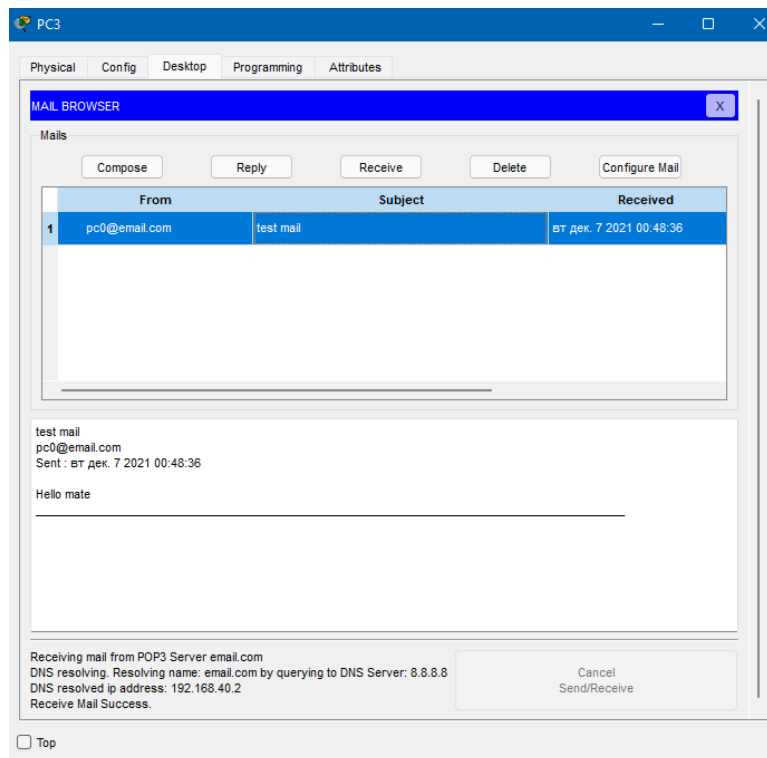 PC3
Physical Config Desktop Programming Attributes
MAIL BROWSER X
Mails
Compose Reply Receive Delete Configure Mail
From Subject Received
1 pc0@email.com test mail вт дек. 7 2021 00:48:36
test mail
pc0@email.com
Sent : вт дек. 7 2021 00:48:36
Hello mate
Receiving mail from POP3 Server email.com
DNS resolving. Resolving name: email.com by querying to DNS Server: 8.8.8.8
DNS resolved ip address: 192.168.40.2
Receive Mail Success.
Cancel
Send/Receive
Top